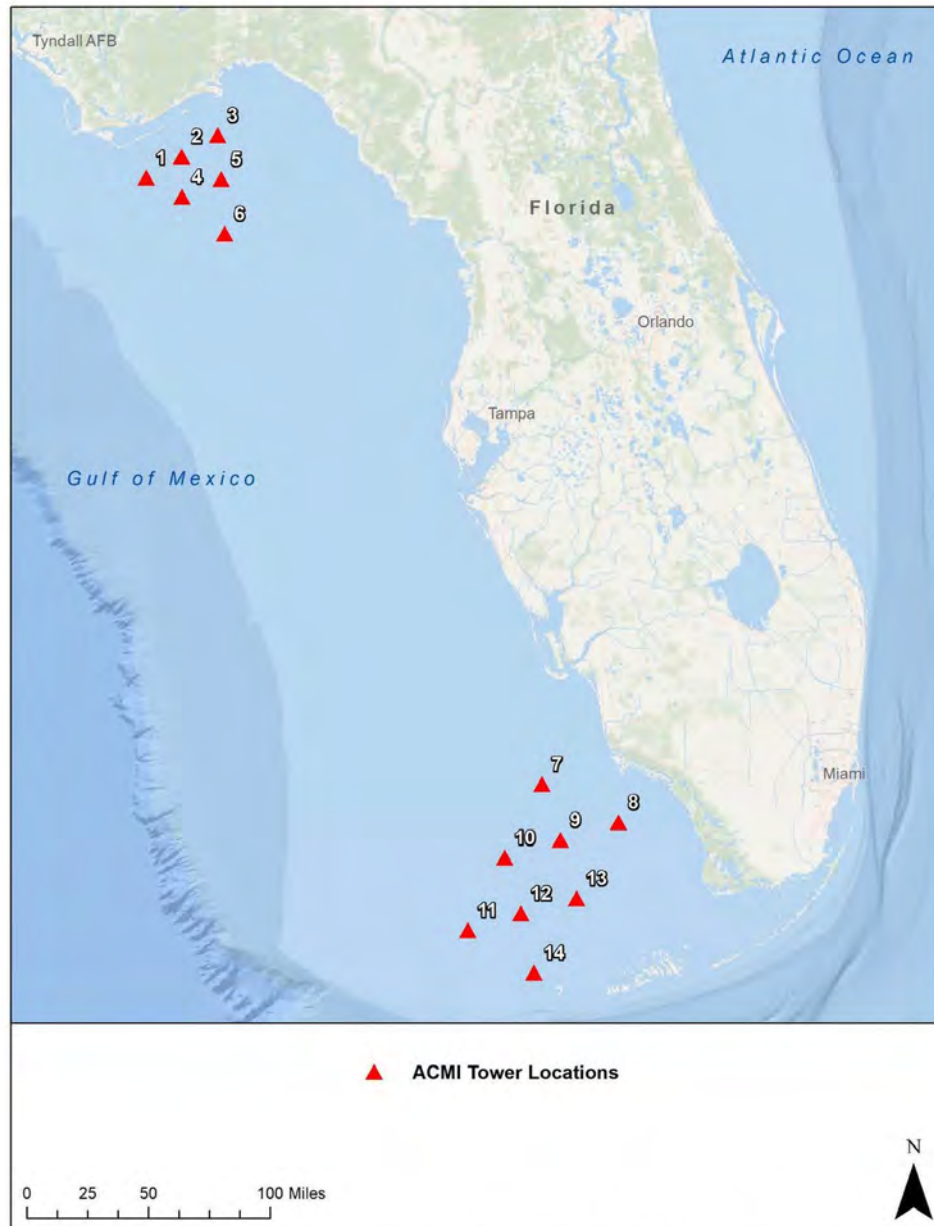 Tyndall AFB
Atlantic Ocean
3
2
1
5
4
6
Florida
Orlando
Tampa
Gulf of Mexico
7
Miami
8
9
10
13
12
11
14
ACMI Tower Locations
N
0 25 50 100 Miles